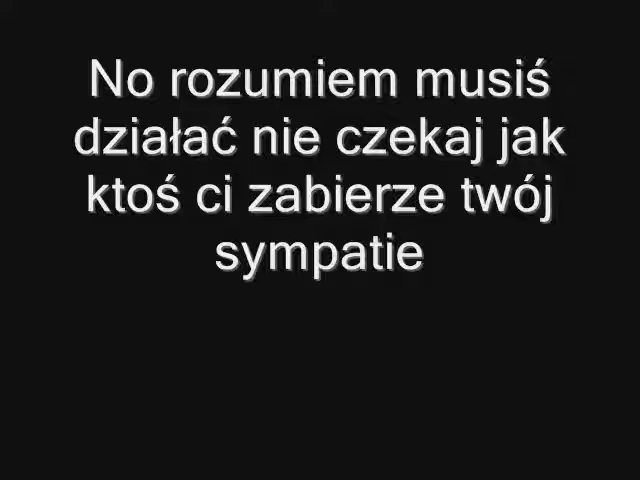 No rozumiem musiś
działać nie czekaj jak
ktoś ci zabierze twój
sympatie